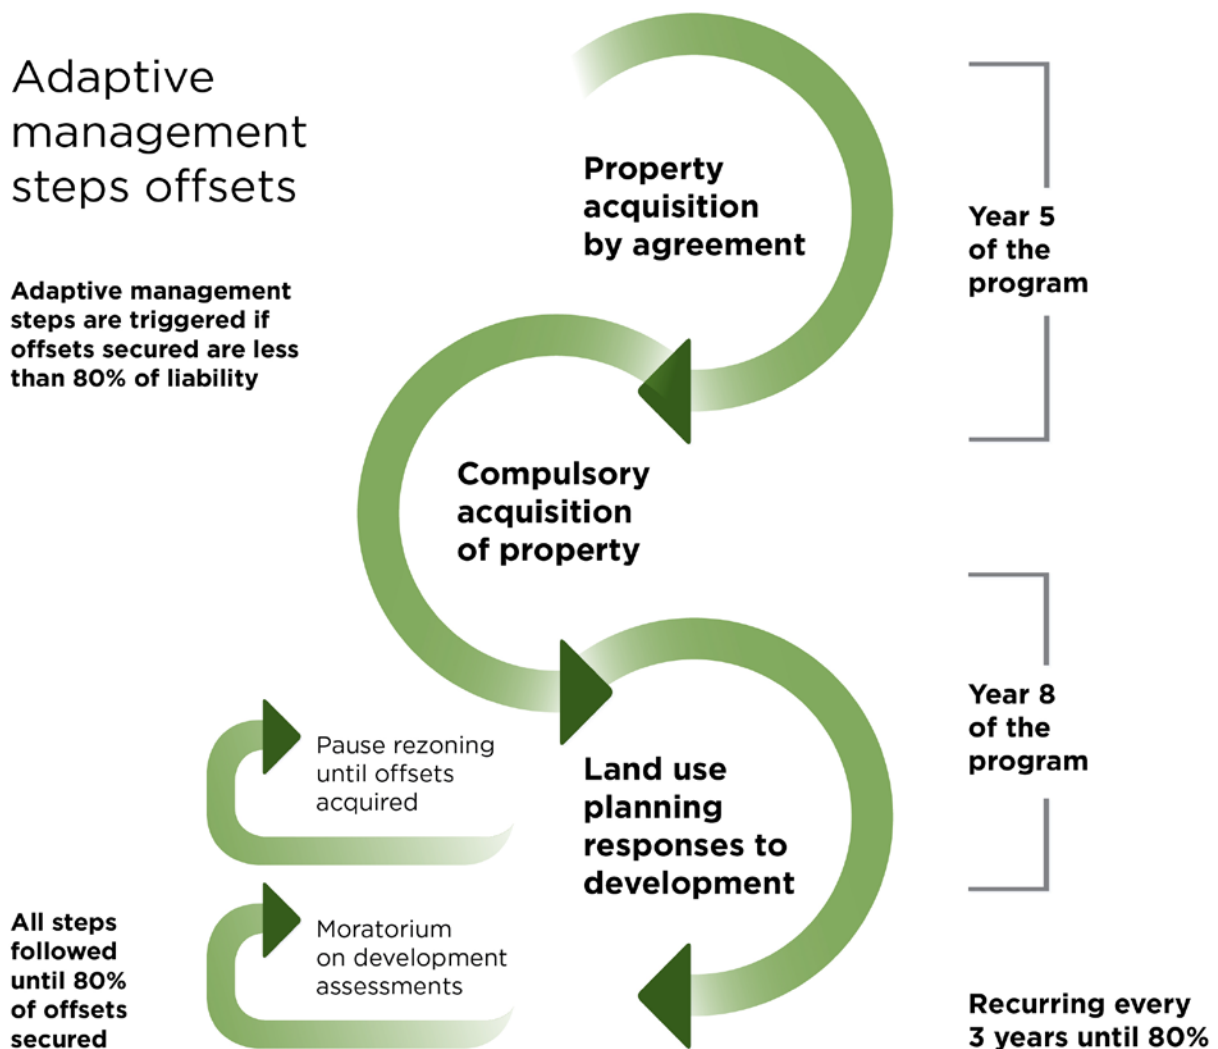 Adaptive
management
steps offsets
Adaptive management
steps are triggered if
offsets secured are less
than 80% of liability
Property
acquisition
by agreement
Year 5
of the
program
Compulsory
acquisition
of property
Land use
planning
responses to
development
Year 8
of the
program
Pause rezoning
until offsets
acquired
Moratorium
on development
assessments
All steps
followed
until 80%
of offsets
secured
Recurring every
3 years until 80%